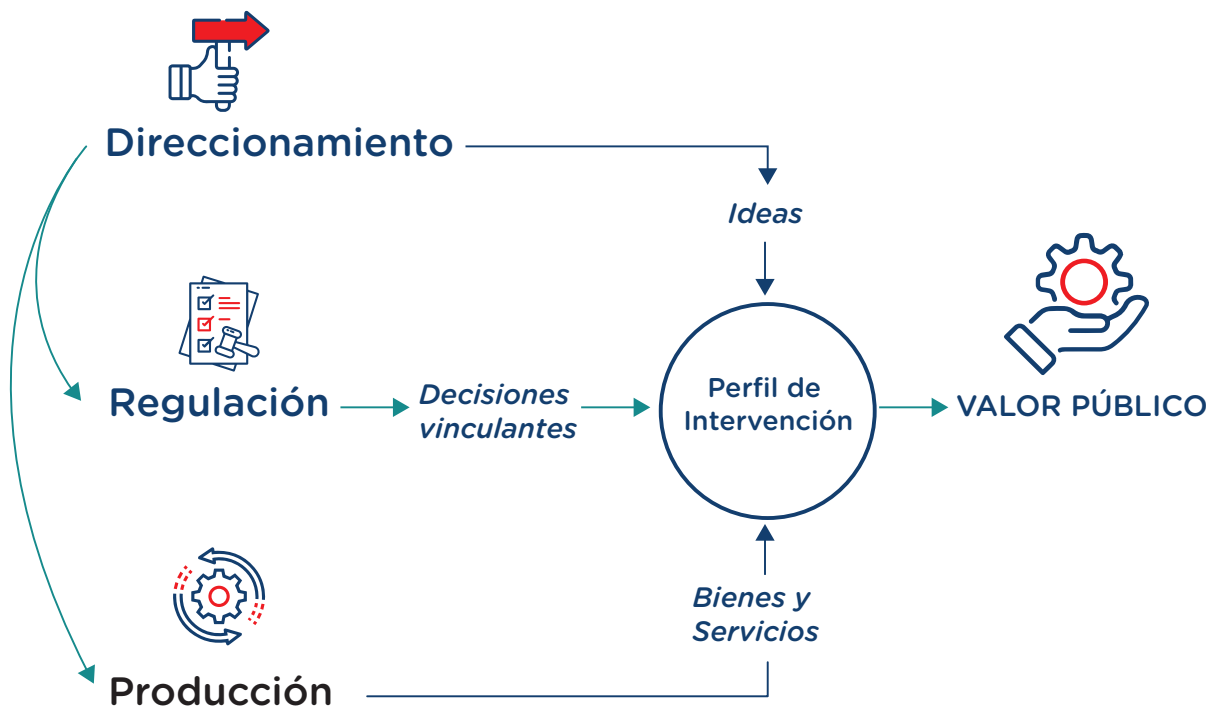 Direccionamiento
Ideas
Regulación
Decisiones
vinculantes
Perfil de
Intervención
VALOR PÚBLICO
Bienes y
Servicios
Producción